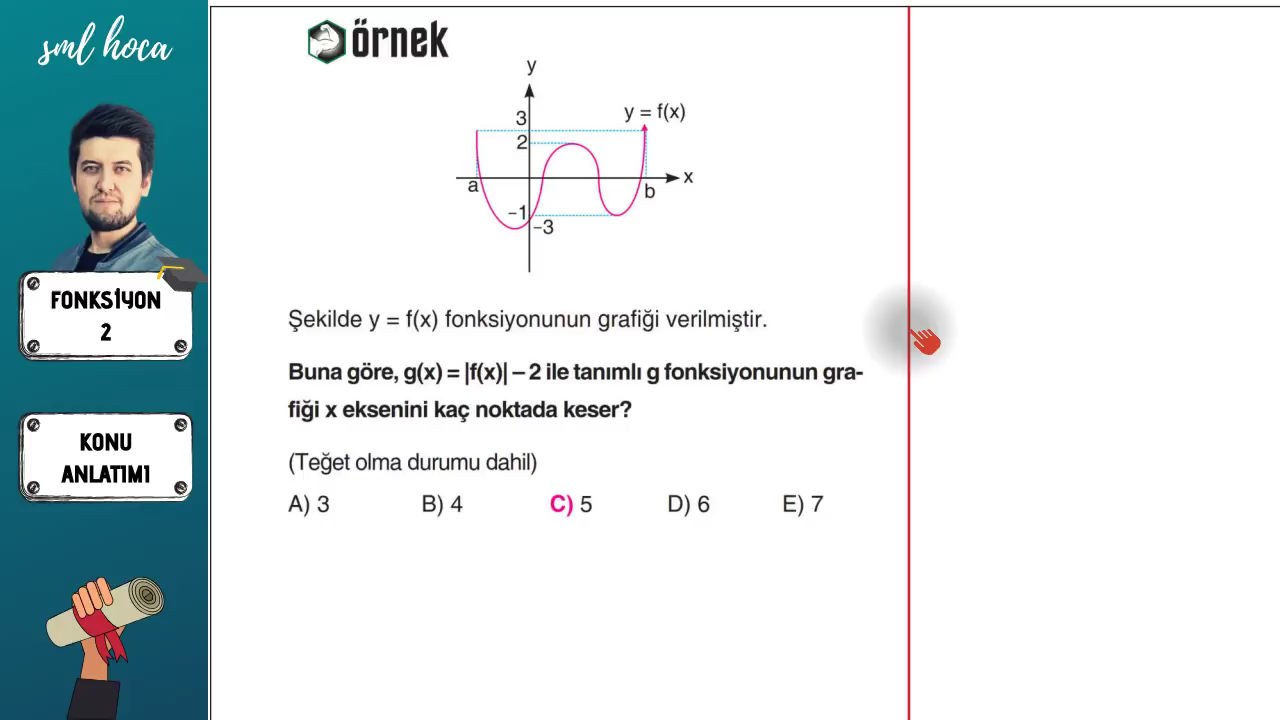 sml hoca
FONKSİYON
2
KONU
ANLATIMI
örnek
y
3
y = f(x)
2
x
a
b
−1
−3
Şekilde y = f(x) fonksiyonunun grafiği verilmiştir.
Buna göre, g(x) = |f(x)| – 2 ile tanımlı g fonksiyonunun gra-
fiği x eksenini kaç noktada keser?
(Teğet olma durumu dahil)
A) 3 B) 4 C) 5 D) 6 E) 7